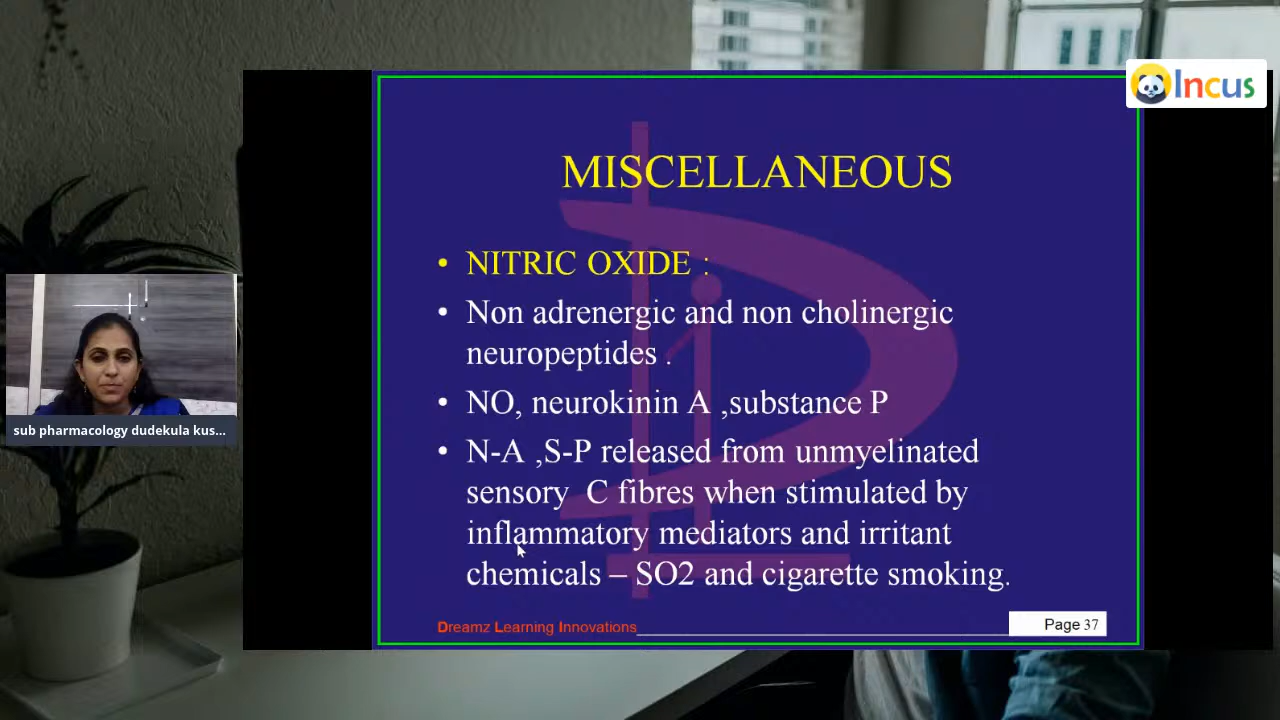 Incus
MISCELLANEOUS
• NITRIC OXIDE :
• Non adrenergic and non cholinergic
neuropeptides .
• NO, neurokinin A ,substance P
• N-A ,S-P released from unmyelinated
sensory C fibres when stimulated by
inflammatory mediators and irritant
chemicals – SO2 and cigarette smoking.
sub pharmacology dudekula kus...
Dreamz Learning Innovations
Page 37